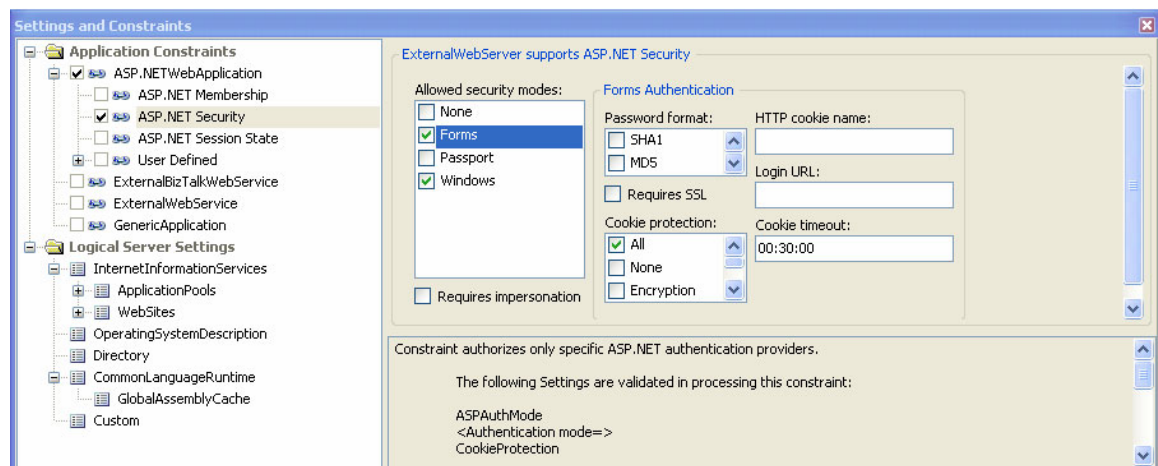 Settings and Constraints
Application Constraints
ASP.NETWebApplication
ASP.NET Membership
ASP.NET Security
ASP.NET Session State
User Defined
ExternalBizTalkWebService
ExternalWebService
GenericApplication
Logical Server Settings
InternetInformationServices
ApplicationPools
WebSites
OperatingSystemDescription
Directory
CommonLanguageRuntime
GlobalAssemblyCache
Custom
ExternalWebServer supports ASP.NET Security
Allowed security modes:
None
Forms
Passport
Windows
Requires impersonation
Forms Authentication
Password format:
SHA1
MD5
Requires SSL
Cookie protection:
All
None
Encryption
HTTP cookie name:
Login URL:
Cookie timeout:
00:30:00
Constraint authorizes only specific ASP.NET authentication providers.
The following Settings are validated in processing this constraint:
ASPAuthMode
<Authentication mode=>
CookieProtection